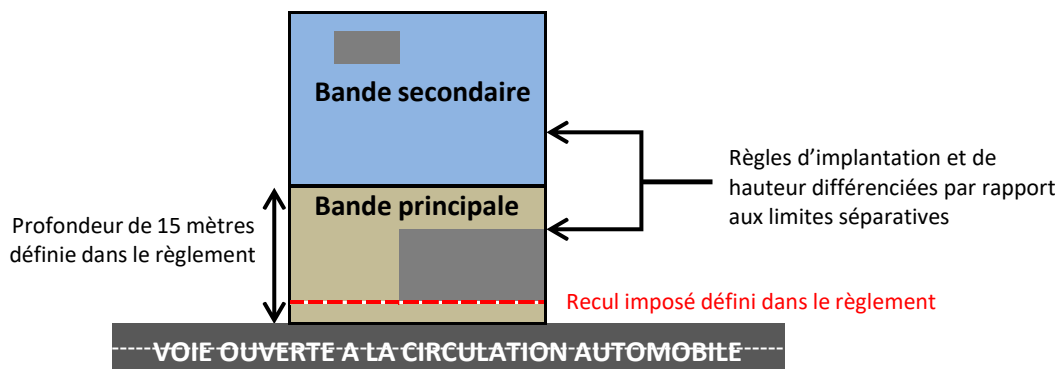 Bande secondaire
Règles d’implantation et de
hauteur différenciées par rapport
aux limites séparatives
Bande principale
Profondeur de 15 mètres
définie dans le règlement
Recul imposé défini dans le règlement
VOIE OUVERTE A LA CIRCULATION AUTOMOBILE